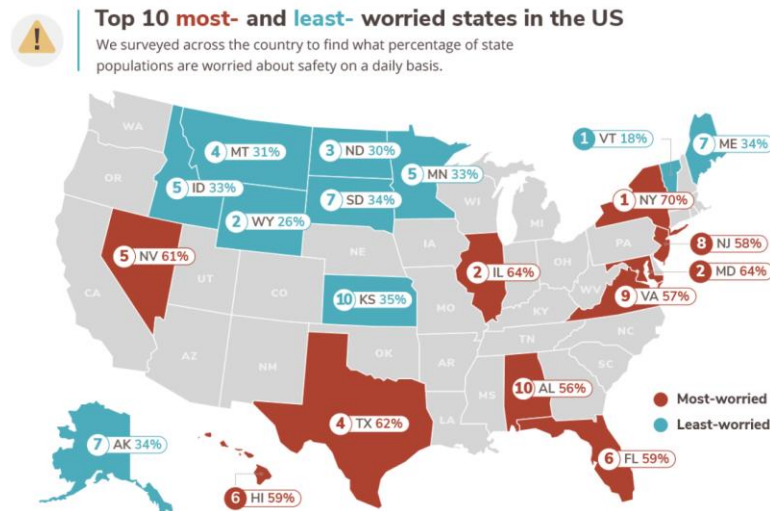 Top 10 most- and least- worried states in the US
We surveyed across the country to find what percentage of state
populations are worried about safety on a daily basis.
WA
OR
CA
4 MT 31%
3 ND 30%
5 MN 33%
1 VT 18%
7 ME 34%
5 ID 33%
7 SD 34%
2 WY 26%
1 NY 70%
WI
MI
5 NV 61%
UT
CO
NE
IA
2 IL 64%
OH
PA
8 NJ 58%
2 MD 64%
10 KS 35%
MO
WV
9 VA 57%
KY
AZ
NM
OK
AR
TN
NC
SC
4 TX 62%
LA
MS
10 AL 56%
Most-worried
Least-worried
7 AK 34%
6 HI 59%
6 FL 59%